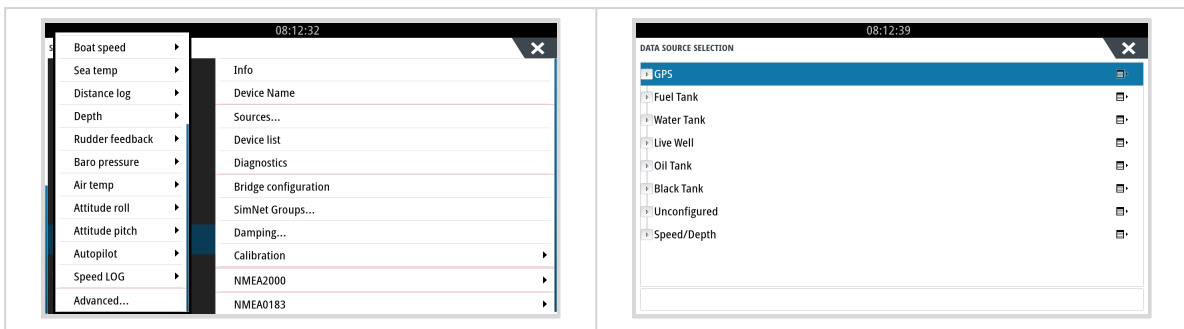 08:12:32
S
Boat speed
Sea temp
Distance log
Depth
Rudder feedback
Baro pressure
Air temp
Attitude roll
Attitude pitch
Autopilot
Speed LOG
Advanced...
Info
Device Name
Sources...
Device list
Diagnostics
Bridge configuration
SimNet Groups...
Damping...
Calibration
NMEA2000
NMEA0183
08:12:39
DATA SOURCE SELECTION
GPS
Fuel Tank
Water Tank
Live Well
Oil Tank
Black Tank
Unconfigured
Speed/Depth